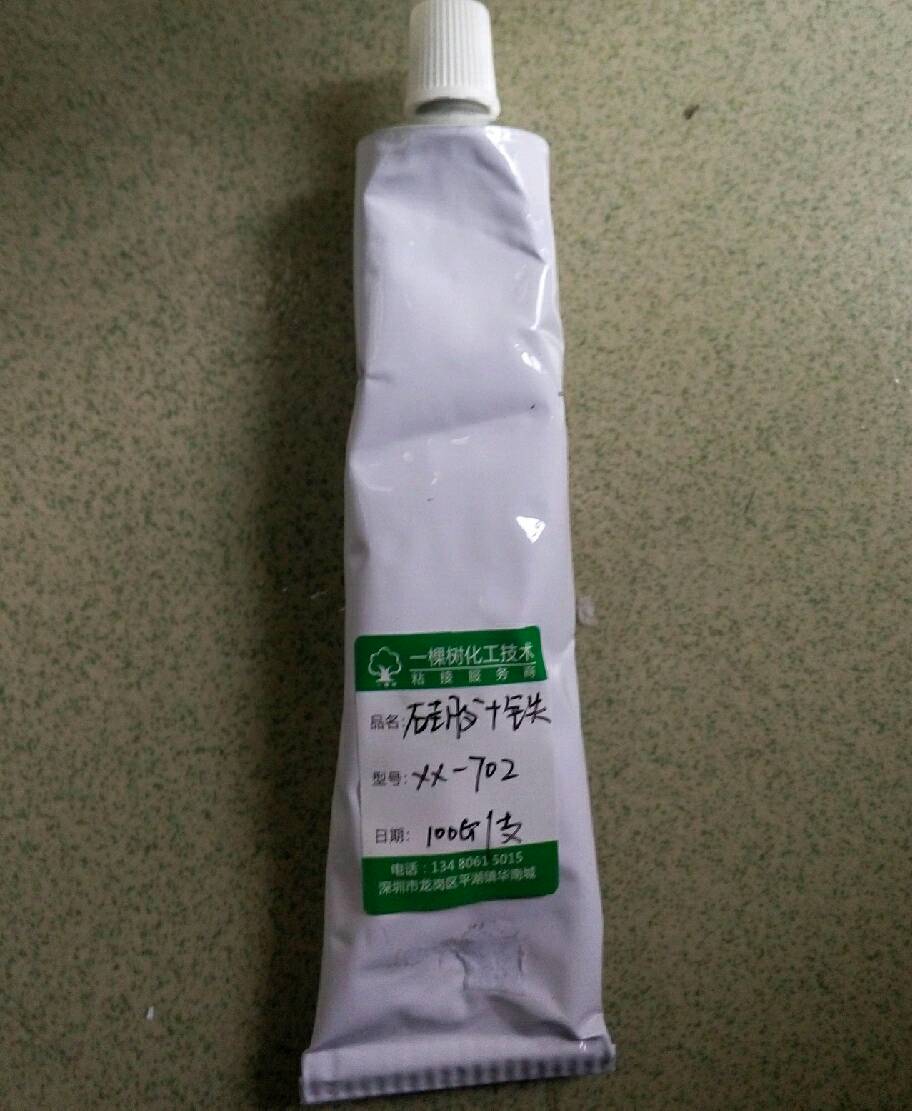 一棵树化工技术
粘接服务商
品名:硅胶+铁
型号:XX-702
日期:100G/支
电话:134 8061 5015
深圳市龙岗区平湖镇华南城